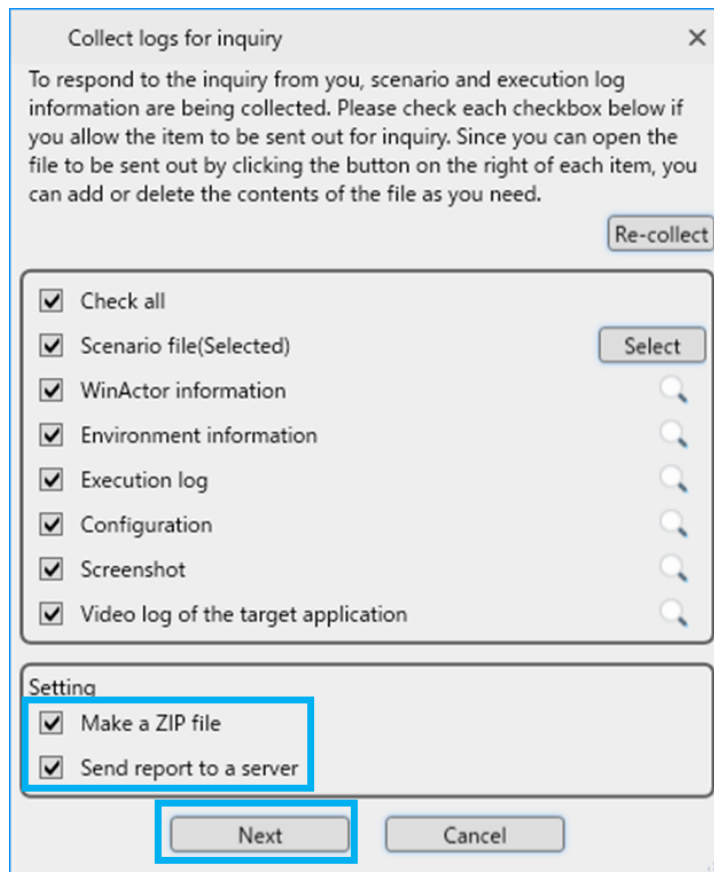 Collect logs for inquiry
To respond to the inquiry from you, scenario and execution log
information are being collected. Please check each checkbox below if
you allow the item to be sent out for inquiry. Since you can open the
file to be sent out by clicking the button on the right of each item, you
can add or delete the contents of the file as you need.
Re-collect
Check all
Scenario file(Selected)
Select
WinActor information
Environment information
Execution log
Configuration
Screenshot
Video log of the target application
Setting
Make a ZIP file
Send report to a server
Next
Cancel